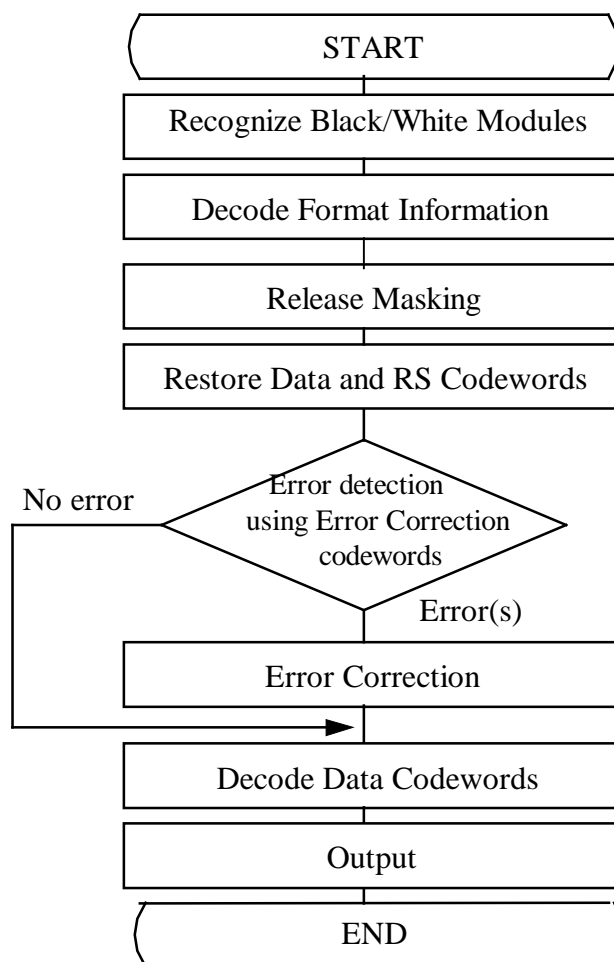 START
Recognize Black/White Modules
Decode Format Information
Release Masking
Restore Data and RS Codewords
Error detection
using Error Correction
codewords
No error
Error(s)
Error Correction
Decode Data Codewords
Output
END